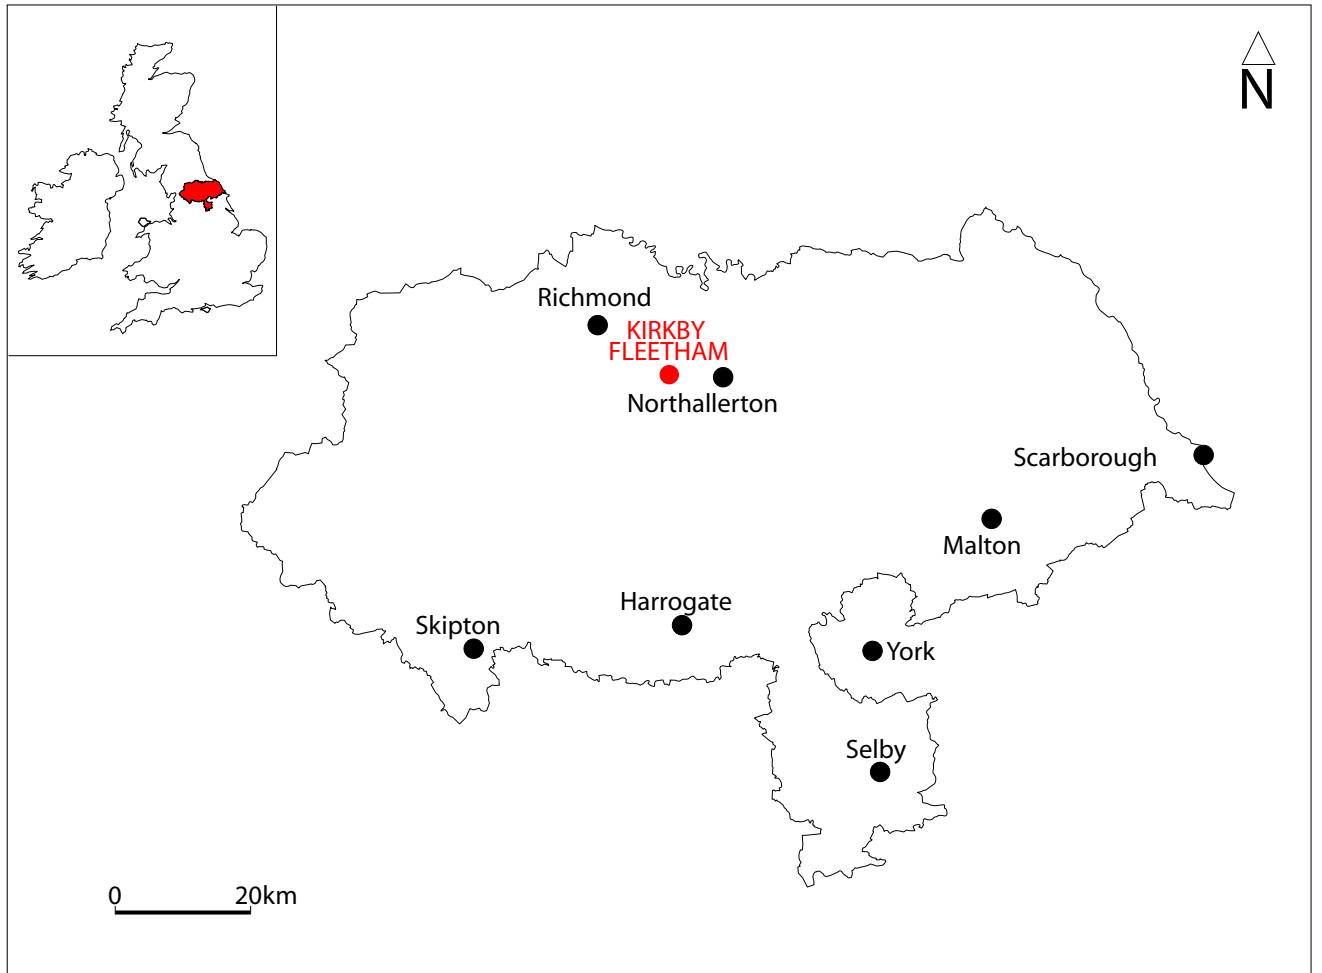 N
Richmond
KIRKBY
FLEETHAM
Northallerton
Scarborough
Malton
Harrogate
Skipton
York
Selby
0 20km